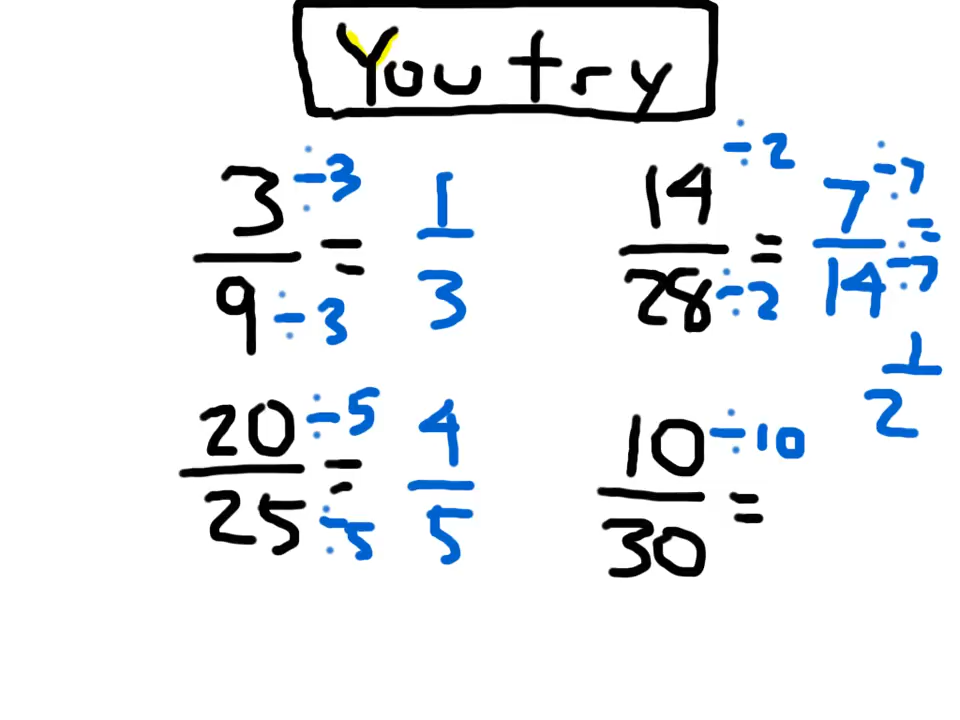 You try
3 ÷3 = 1
9 ÷3 3
14 ÷2 = 7 ÷7 =
28 ÷2 14 ÷7
1
2
20 ÷5 = 4
25 ÷5 5
10 ÷10 =
30